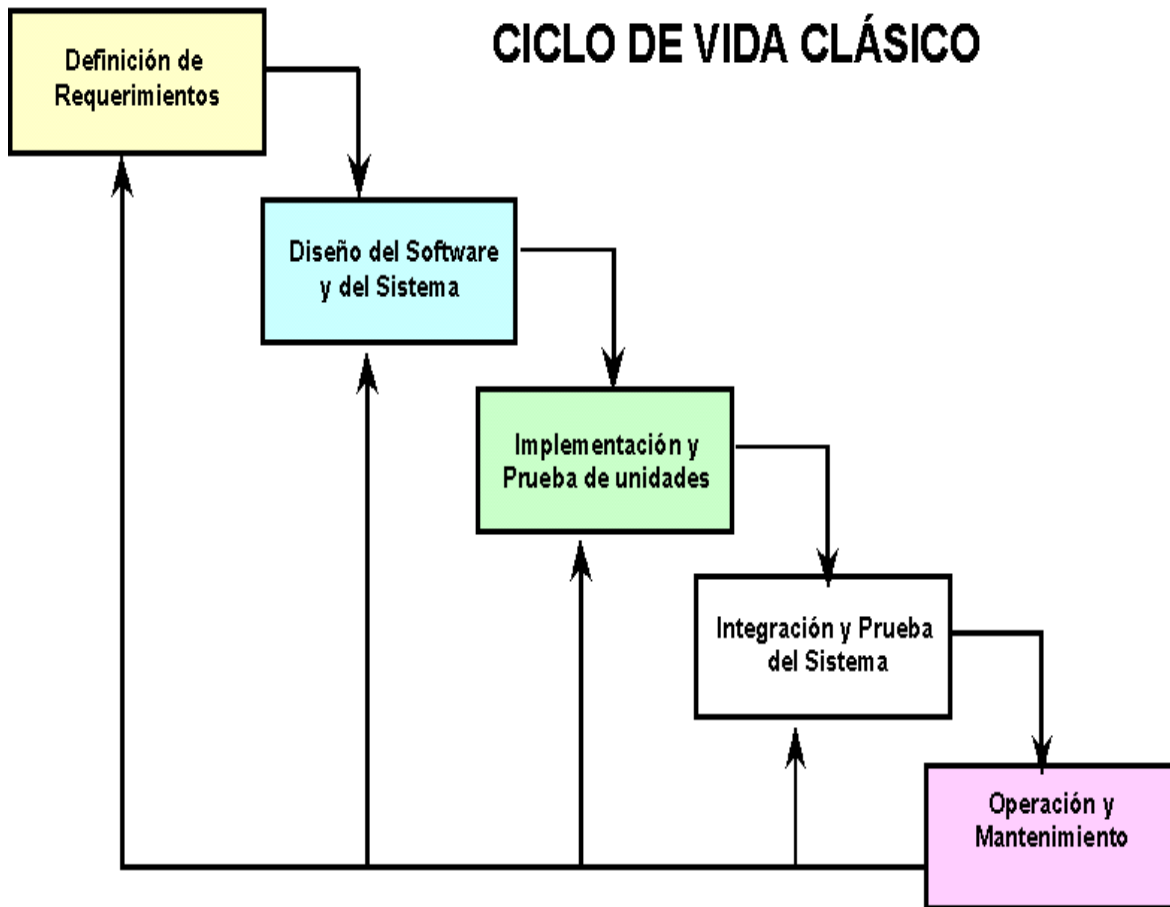 CICLO DE VIDA CLÁSICO
Definición de
Requerimientos
Diseño del Software
y del Sistema
Implementación y
Prueba de unidades
Integración y Prueba
del Sistema
Operación y
Mantenimiento